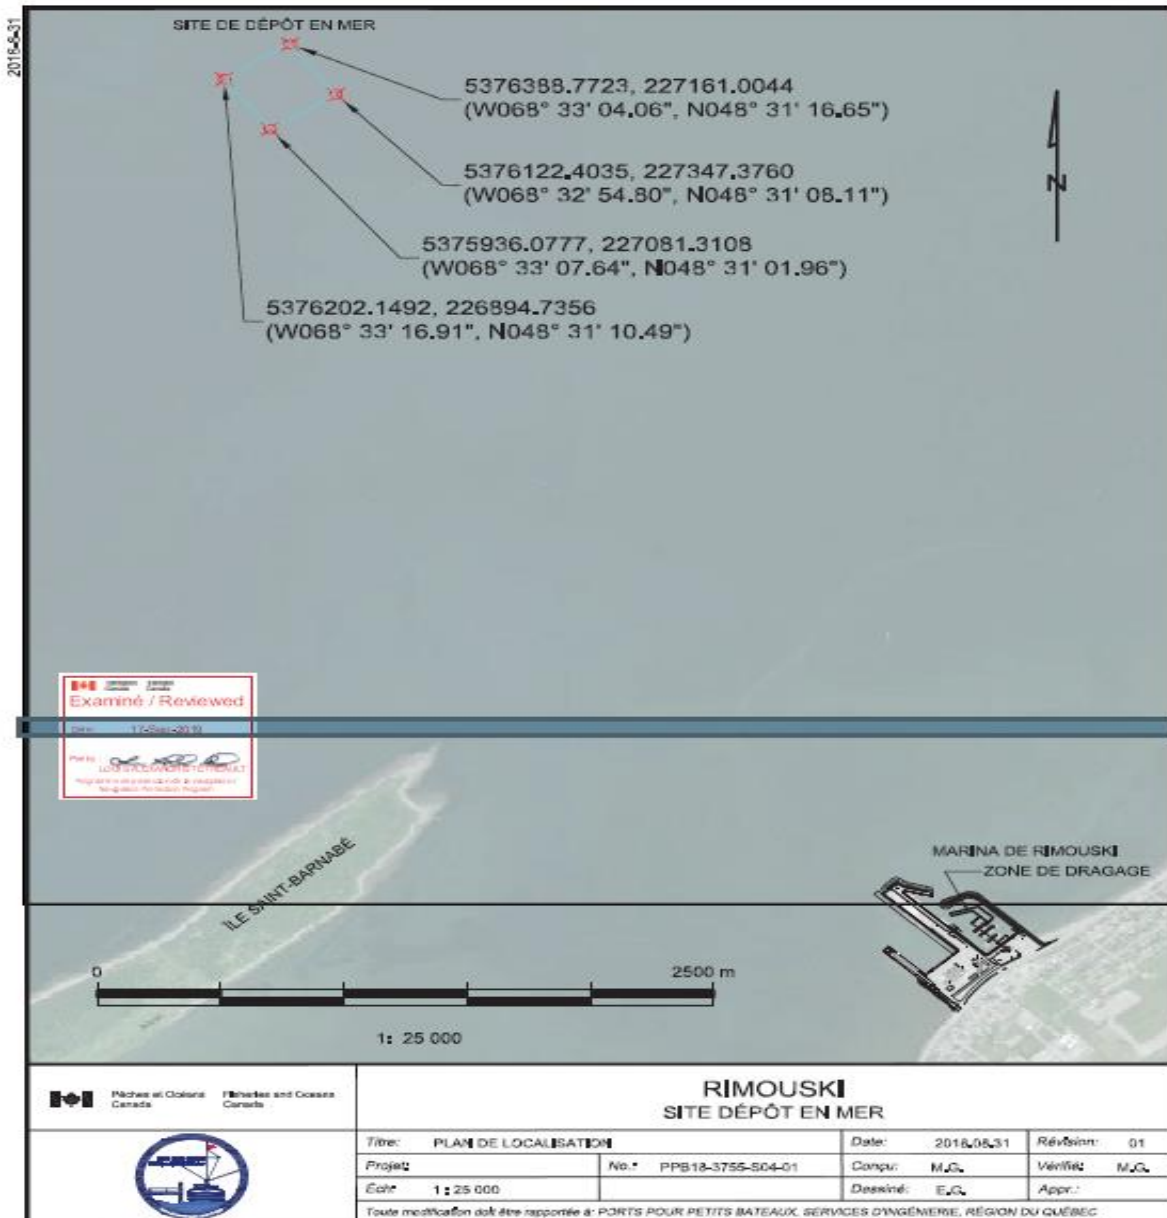 2018-8-31
SITE DE DÉPÔT EN MER
5376388.7723, 227161.0044
(W068° 33' 04.06", N048° 31' 16.65")
5376122.4035, 227347.3760
(W068° 32' 54.80", N048° 31' 08.11")
5375936.0777, 227081.3108
(W068° 33' 07.64", N048° 31' 01.96")
5376202.1492, 226894.7356
(W068° 33' 16.91", N048° 31' 10.49")
N
Examiné / Reviewed
ÎLE SAINT-BARNABÉ
MARINA DE RIMOUSKI
ZONE DE DRAGAGE
0 2500 m
1: 25 000
Pêches et Océans Fisheries and Oceans
Canada Canada
RIMOUSKI
SITE DÉPÔT EN MER
Titre: PLAN DE LOCALISATION Date: 2018.08.31 Révision: 01
Projet: No.: PPB18-3755-S04-01 Conçu: M.G. Vérifié: M.G.
Éch: 1 : 25 000 Dessiné: E.G. Appr.:
Toute modification doit être rapportée à: PORTS POUR PETITS BATEAUX, SERVICES D'INGÉNIERIE, RÉGION DU QUÉBEC